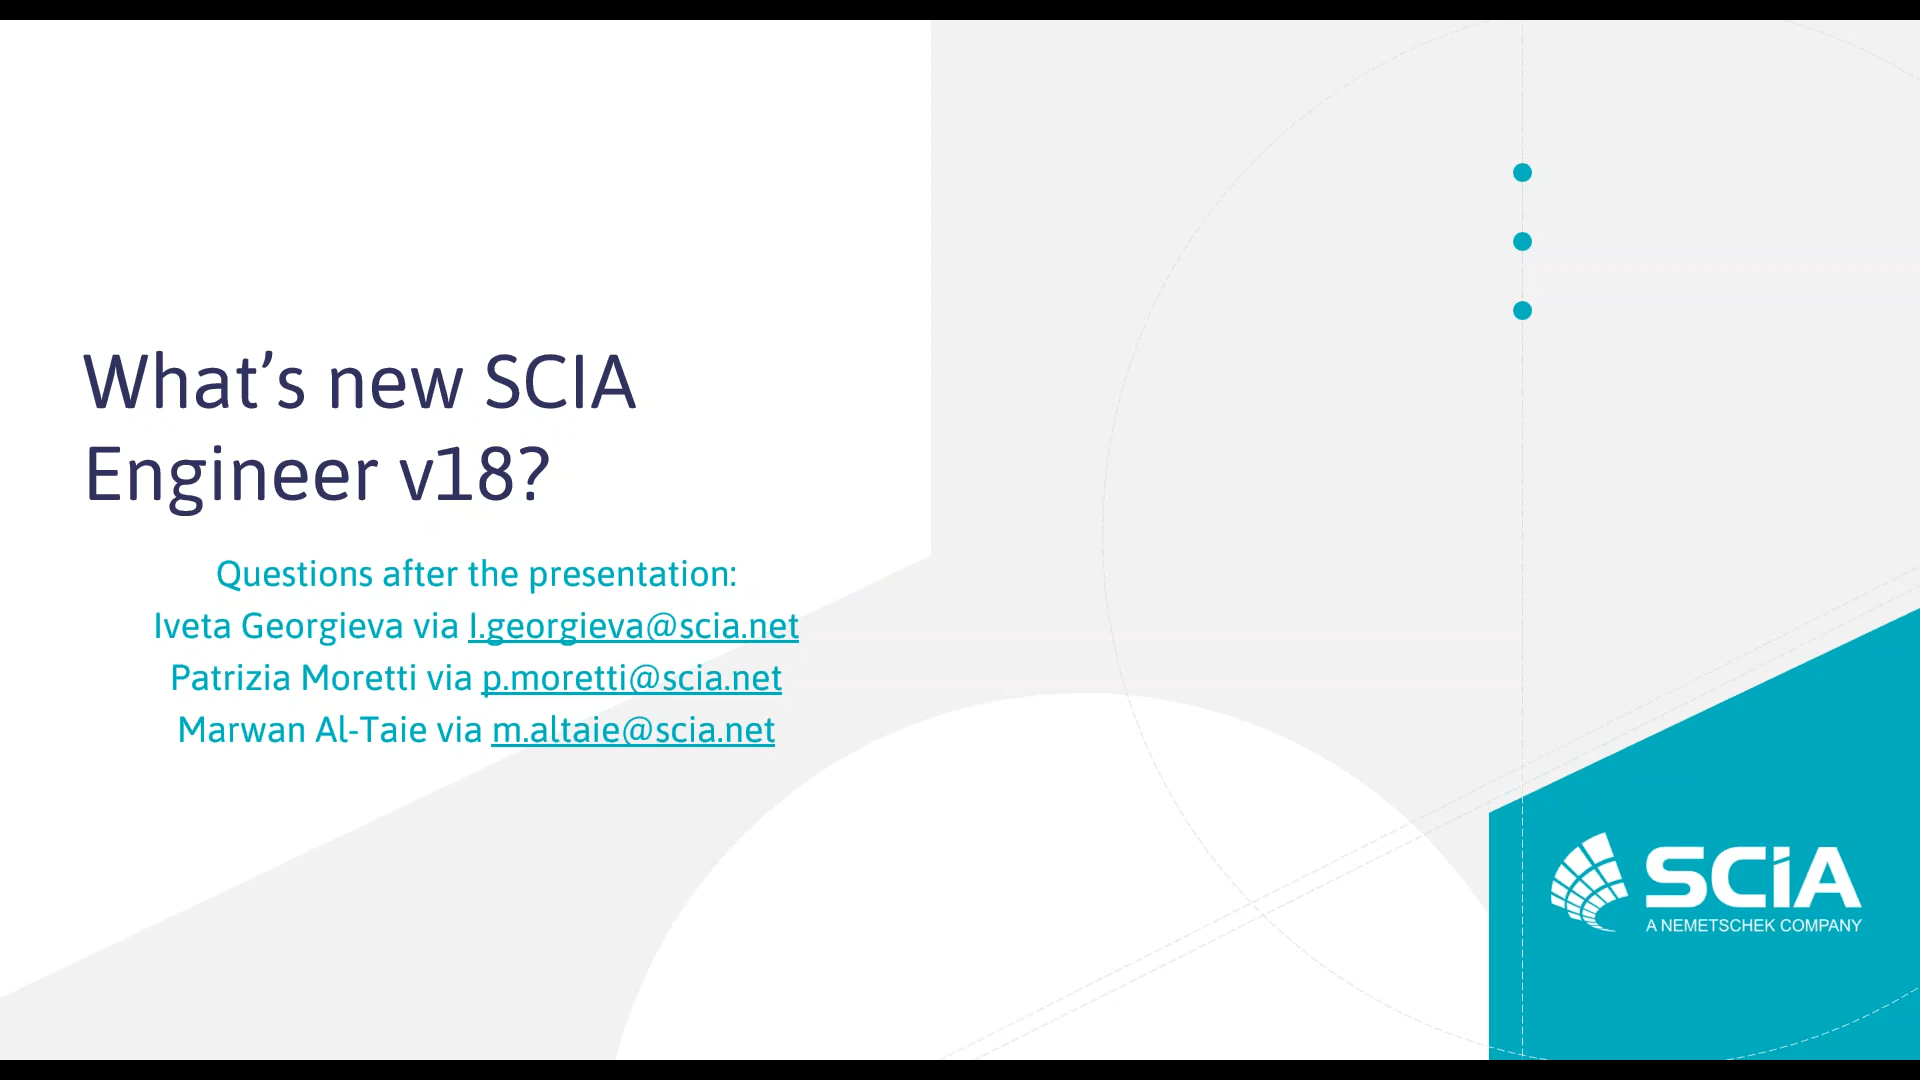 What’s new SCIA
Engineer v18?
Questions after the presentation:
Iveta Georgieva via I.georgieva@scia.net
Patrizia Moretti via p.moretti@scia.net
Marwan Al-Taie via m.altaie@scia.net
SCiA
A NEMETSCHEK COMPANY